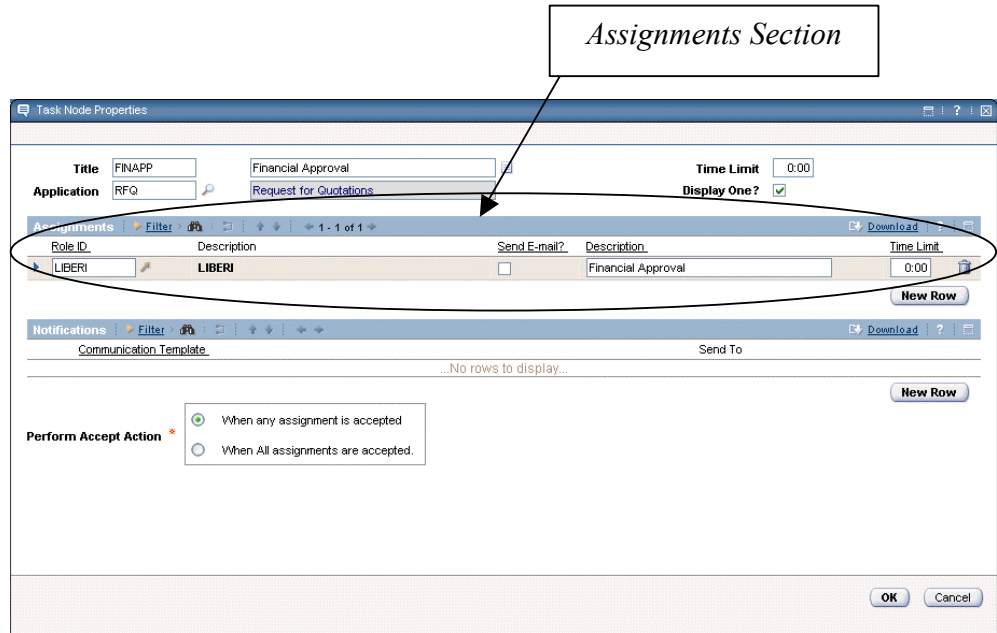 Assignments Section
Task Node Properties ?
Title FINAPP Financial Approval Time Limit 0:00
Application RFQ Request for Quotations Display One?
Assignments Filter 1 - 1 of 1 Download ?
Role ID Description Send E-mail? Description Time Limit
LIBERI LIBERI Financial Approval 0:00
New Row
Notifications Filter Download ?
Communication Template Send To
...No rows to display...
New Row
When any assignment is accepted
Perform Accept Action *
When All assignments are accepted.
OK Cancel